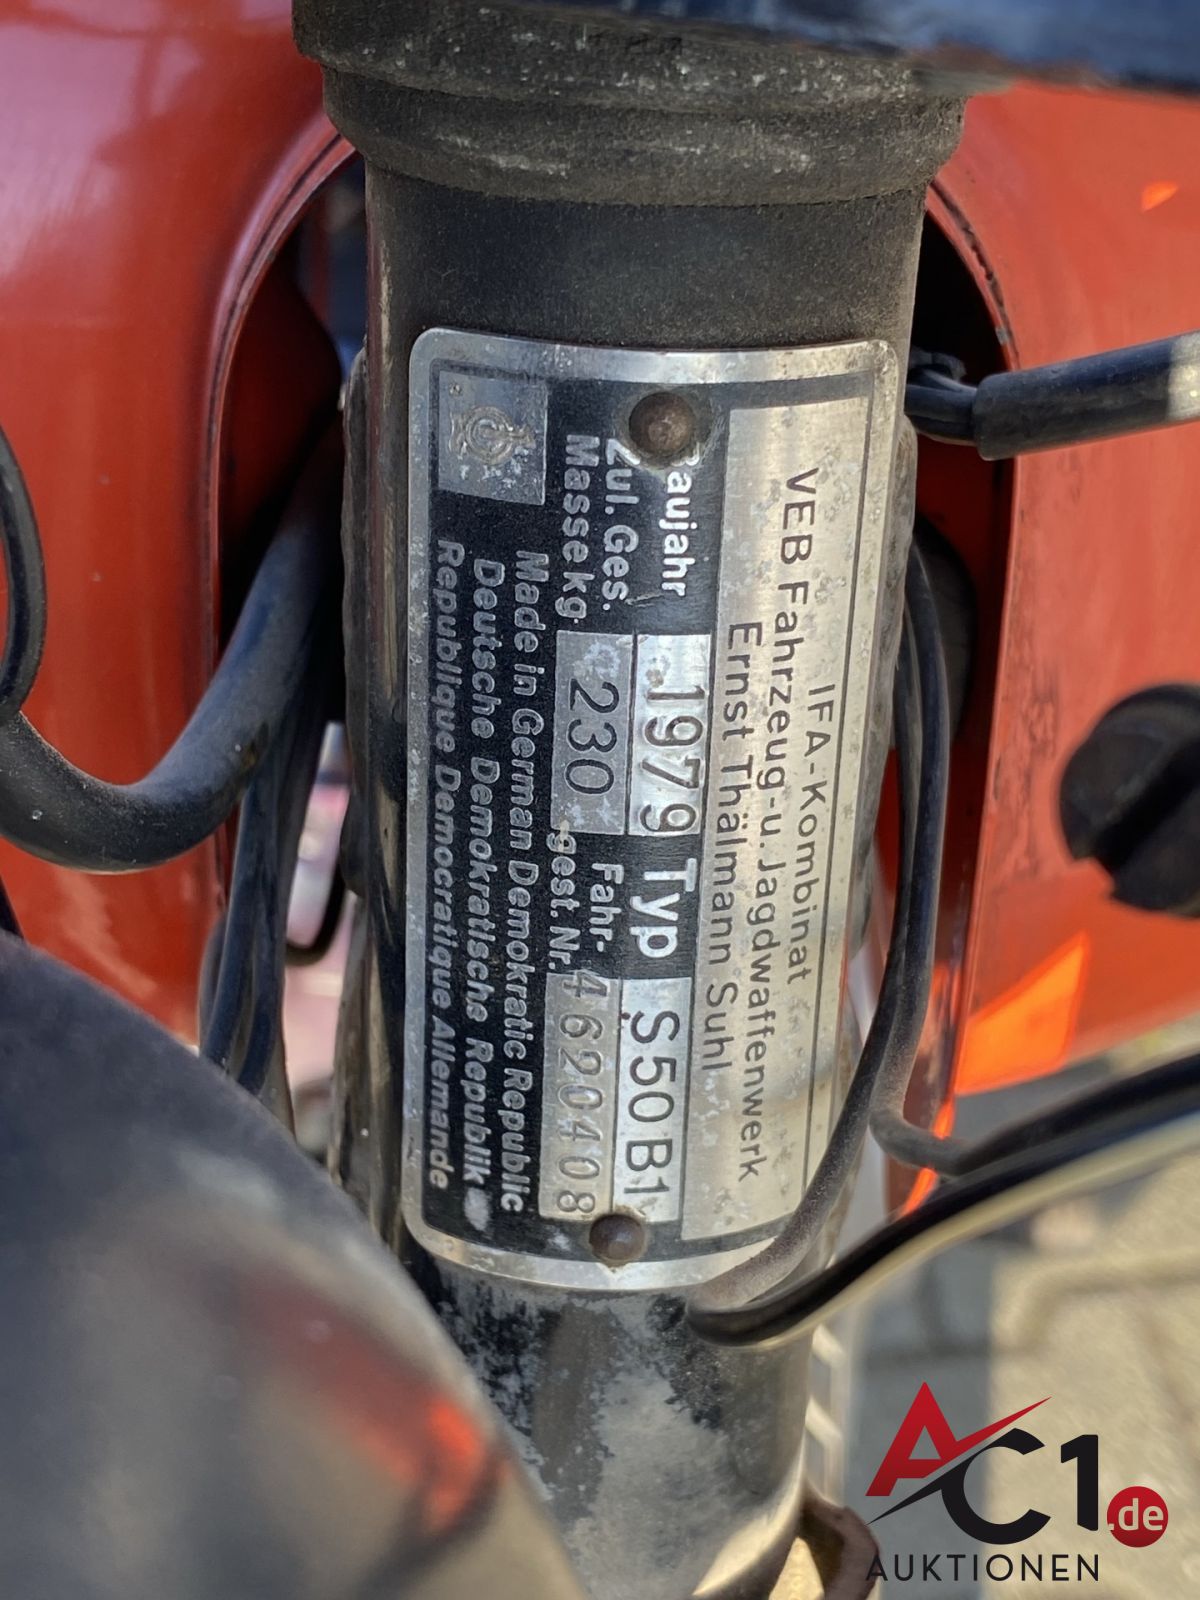 IFA-Kombinat
VEB Fahrzeug-u. Jagdwaffenwerk
Ernst Thälmann Suhl
Baujahr 1979 Typ S50B1
Zul. Ges.
Masse kg. 230 Fahr-
gest. Nr. 4620408
Made in German Demokratic Republic
Deutsche Demokratische Republik
Republique Democratique Allemande
AC1.de
AUKTIONEN